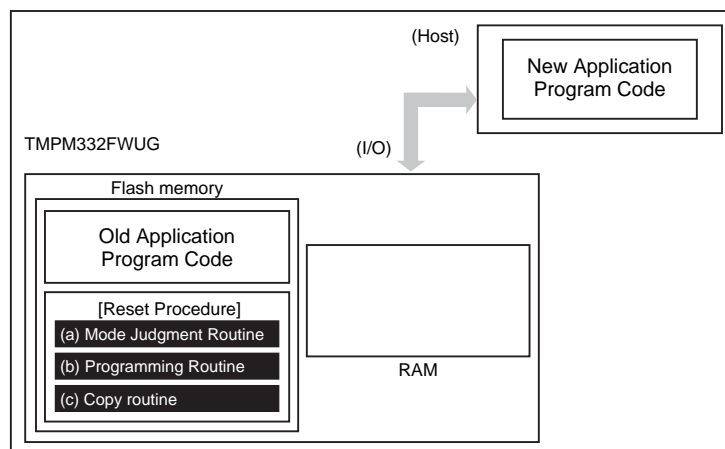 (Host)
New Application
Program Code
TMPM332FWUG
(I/O)
Flash memory
Old Application
Program Code
[Reset Procedure]
(a) Mode Judgment Routine
(b) Programming Routine
(c) Copy routine
RAM